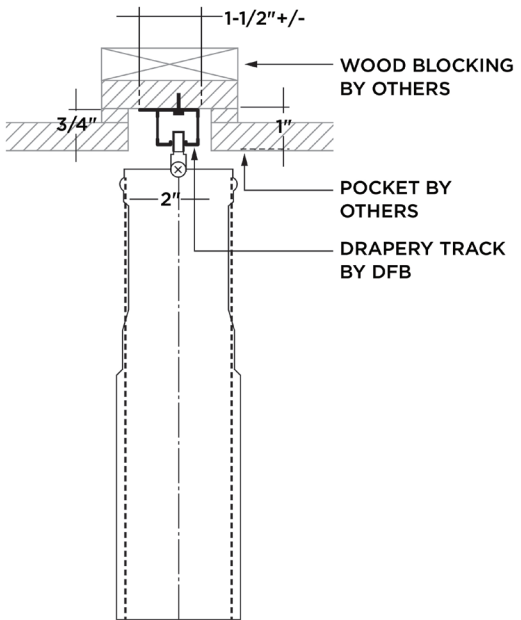 1-1/2"+/-
WOOD BLOCKING
BY OTHERS
3/4"
1"
POCKET BY
OTHERS
2"
DRAPERY TRACK
BY DFB